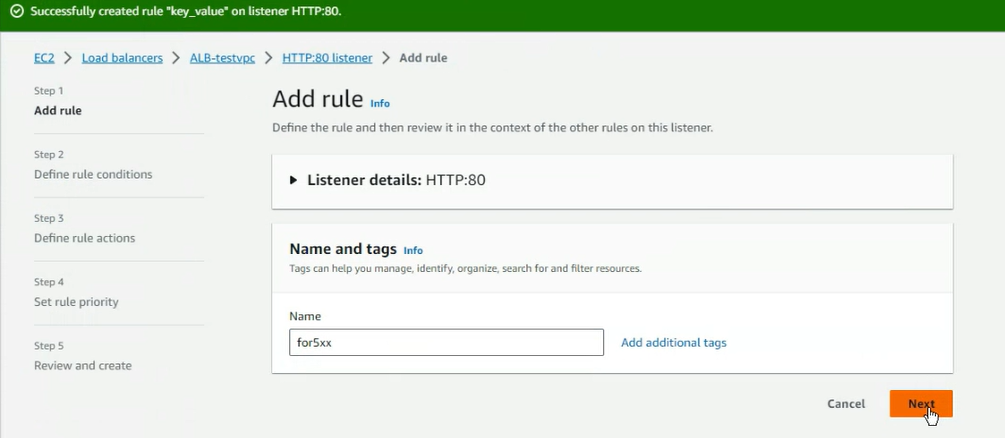 Successfully created rule "key_value" on listener HTTP:80.
EC2 > Load balancers > ALB-testvpc > HTTP:80 listener > Add rule
Step 1
Add rule
Step 2
Define rule conditions
Step 3
Define rule actions
Step 4
Set rule priority
Step 5
Review and create
Add rule Info
Define the rule and then review it in the context of the other rules on this listener.
Listener details: HTTP:80
Name and tags Info
Tags can help you manage, identify, organize, search for and filter resources.
Name
for5xx
Add additional tags
Cancel
Next